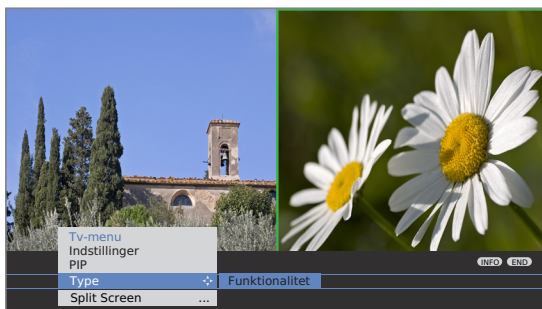 INFO END
Tv-menu
Indstillinger
PIP
Type Funktionalitet
Split Screen ...